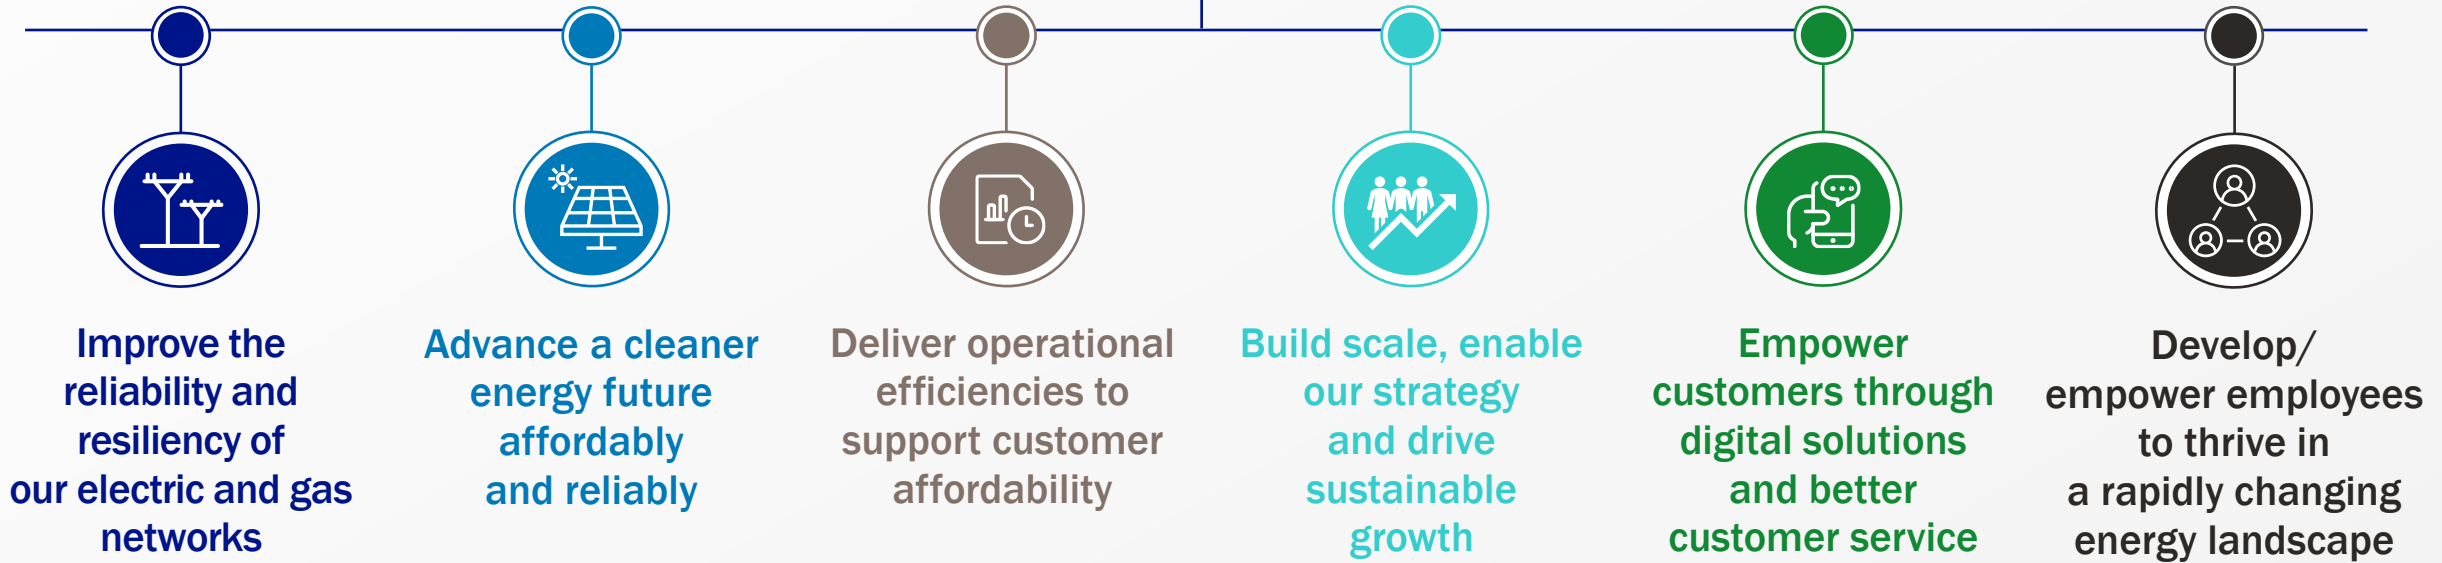 Improve the
reliability and
resiliency of
our electric and gas
networks
Advance a cleaner
energy future
affordably
and reliably
Deliver operational
efficiencies to
support customer
affordability
Build scale, enable
our strategy
and drive
sustainable
growth
Empower
customers through
digital solutions
and better
customer service
Develop/
empower employees
to thrive in
a rapidly changing
energy landscape